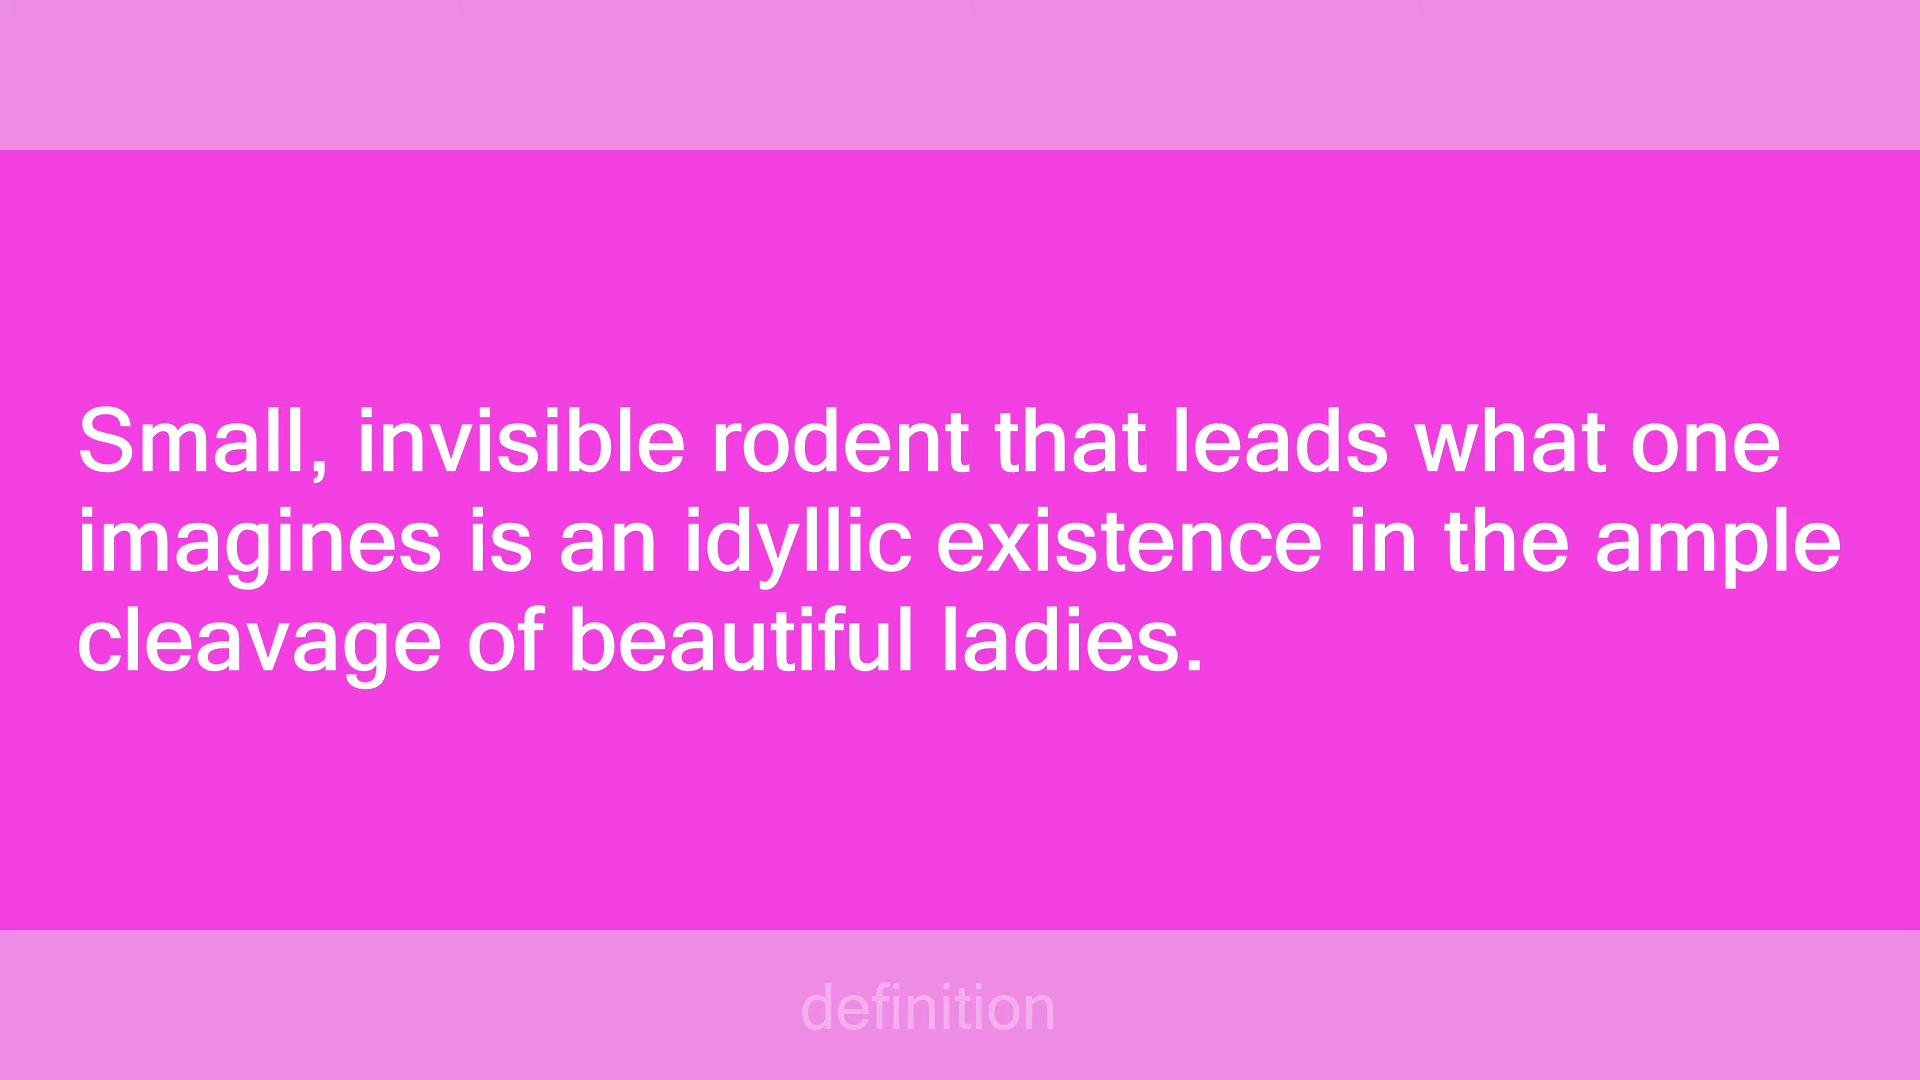 Small, invisible rodent that leads what one
imagines is an idyllic existence in the ample
cleavage of beautiful ladies.
definition